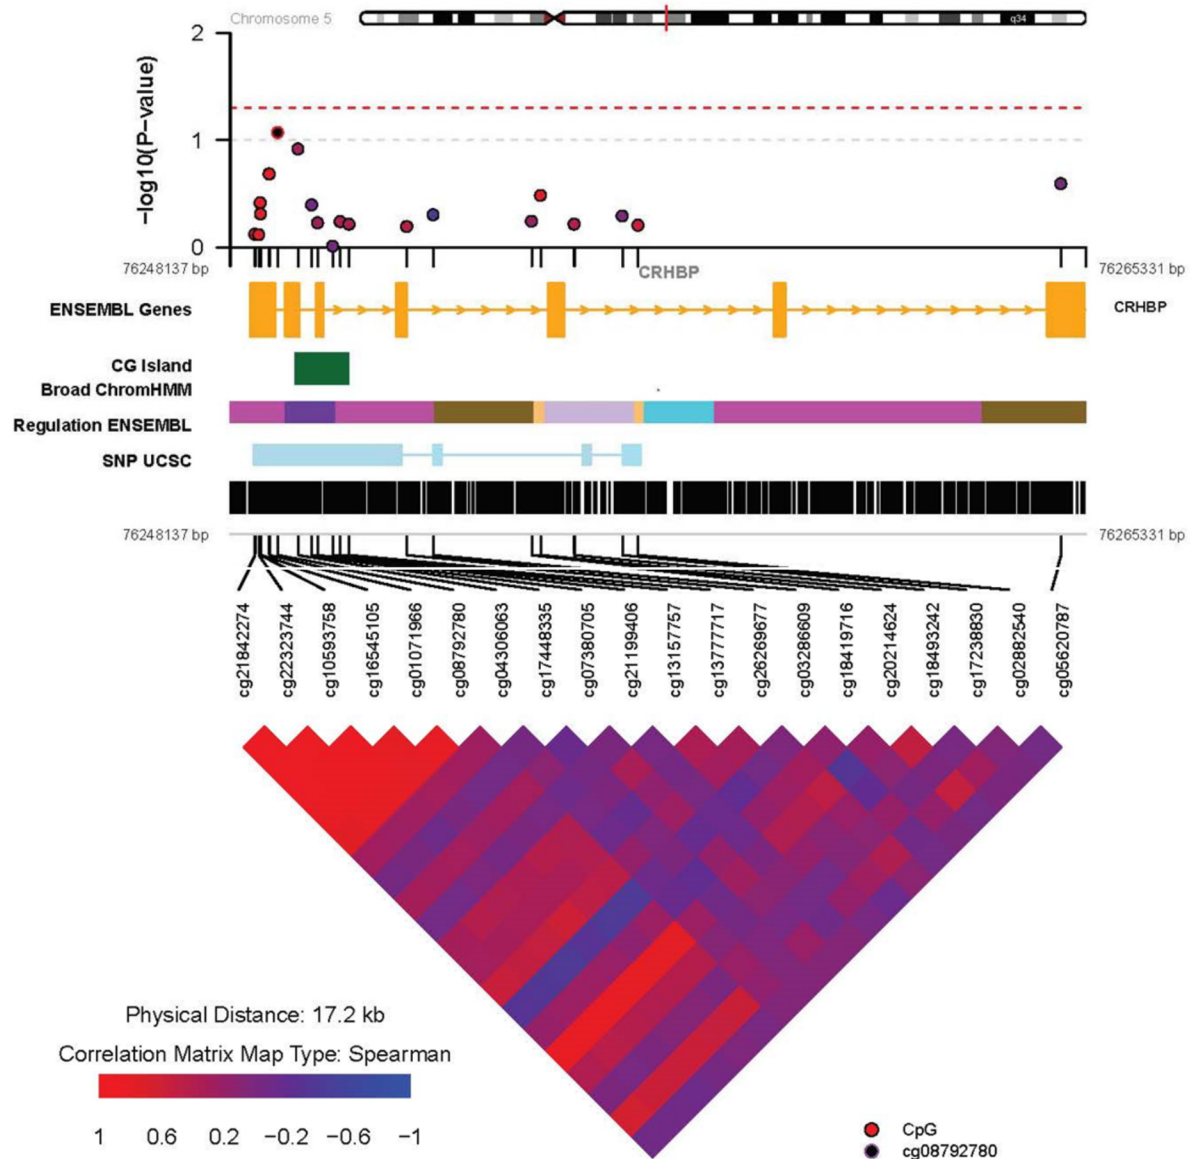 Chromosome 5
q34
2
1
0
−log10(P−value)
76248137 bp
CRHBP
76265331 bp
ENSEMBL Genes
CRHBP
CG Island
Broad ChromHMM
Regulation ENSEMBL
SNP UCSC
76248137 bp
76265331 bp
cg21842274
cg22323744
cg10593758
cg16545105
cg01071966
cg08792780
cg04306063
cg17448335
cg07380705
cg21199406
cg13157757
cg13777717
cg26269677
cg03286609
cg18419716
cg20214624
cg18493242
cg17238830
cg02882540
cg05620787
Physical Distance: 17.2 kb
Correlation Matrix Map Type: Spearman
1 0.6 0.2 −0.2 −0.6 −1
CpG
cg08792780